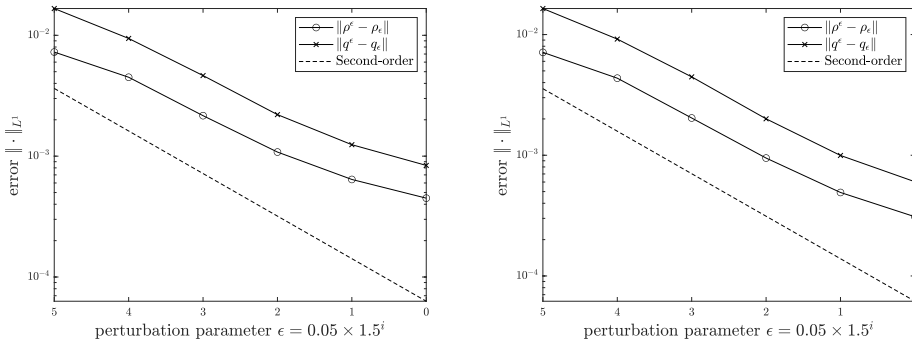 10⁻²
10⁻³
10⁻⁴
error ‖ · ‖_{L¹}
‖ρ^ϵ − ρ_ϵ‖
‖q^ϵ − q_ϵ‖
Second-order
5 4 3 2 1 0
perturbation parameter ϵ = 0.05 × 1.5^i
10⁻²
10⁻³
10⁻⁴
error ‖ · ‖_{L¹}
‖ρ^ϵ − ρ_ϵ‖
‖q^ϵ − q_ϵ‖
Second-order
5 4 3 2 1
perturbation parameter ϵ = 0.05 × 1.5^i